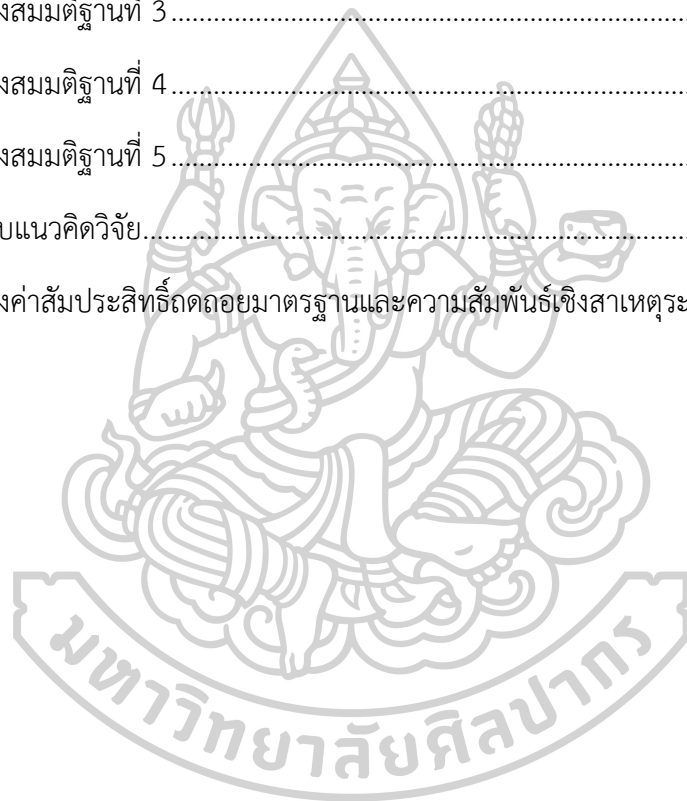 งสมมติฐานที่ 3
งสมมติฐานที่ 4
งสมมติฐานที่ 5
บแนวคิดวิจัย
งค่าสัมประสิทธิ์ถดถอยมาตรฐานและความสัมพันธ์เชิงสาเหตุระ
มหาวิทยาลัยศิลปากร